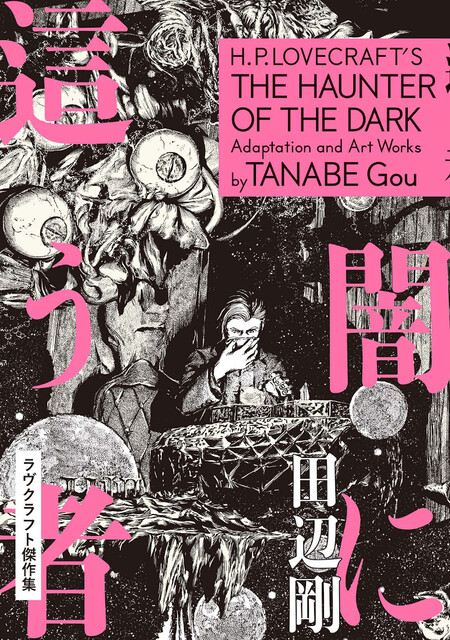 H.P.LOVECRAFT'S
THE HAUNTER
OF THE DARK
Adaptation and Art Works
by TANABE Gou
闇に
這う者
田辺剛
ラヴクラフト傑作集